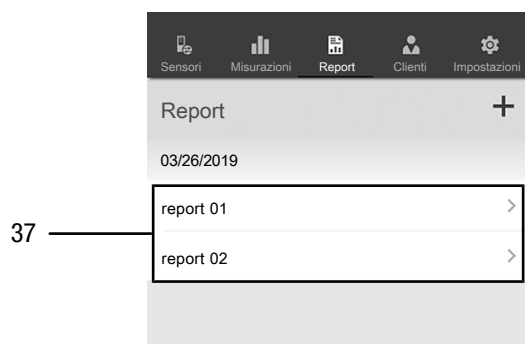 Sensori Misurazioni Report Clienti Impostazioni
Report +
03/26/2019
37
report 01 >
report 02 >